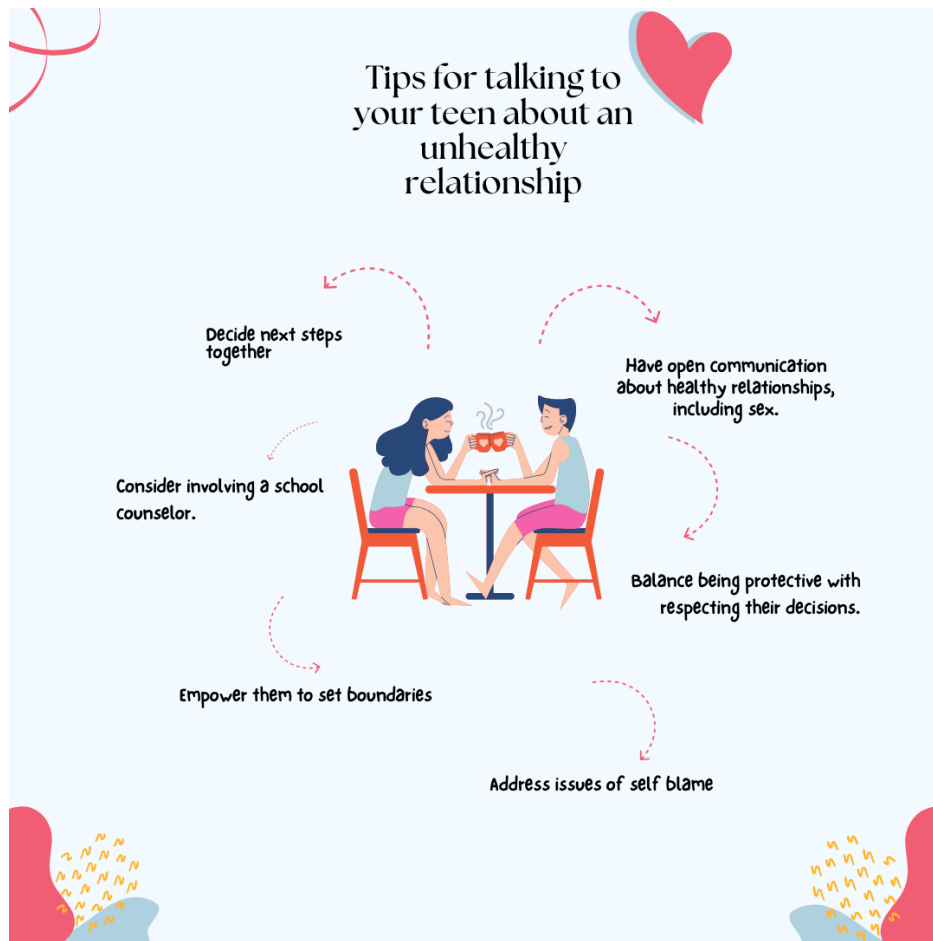 Tips for talking to
your teen about an
unhealthy
relationship
Decide next steps
together
Have open communication
about healthy relationships,
including sex.
Consider involving a school
counselor.
Balance being protective with
respecting their decisions.
Empower them to set boundaries
Address issues of self blame